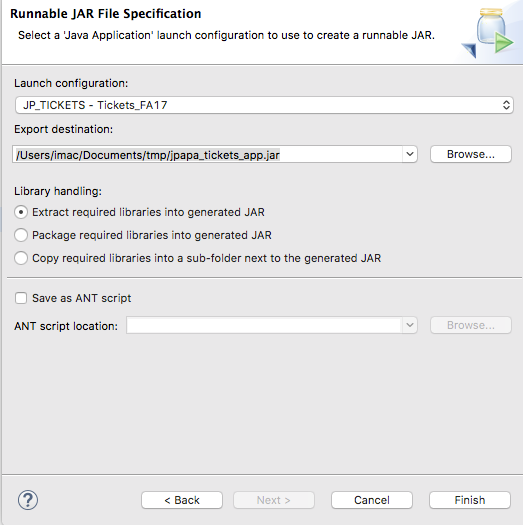 Runnable JAR File Specification
Select a 'Java Application' launch configuration to use to create a runnable JAR.
Launch configuration:
JP_TICKETS - Tickets_FA17
Export destination:
/Users/imac/Documents/tmp/jpapa_tickets_app.jar
Browse...
Library handling:
Extract required libraries into generated JAR
Package required libraries into generated JAR
Copy required libraries into a sub-folder next to the generated JAR
Save as ANT script
ANT script location:
Browse...
?
< Back
Next >
Cancel
Finish